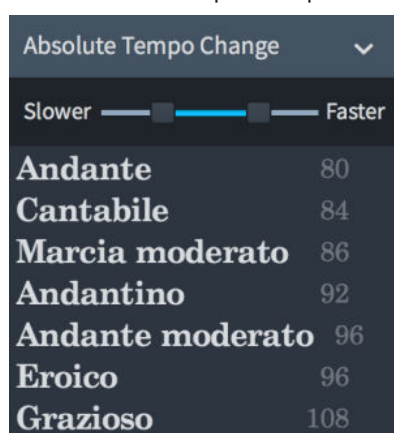 Absolute Tempo Change
Slower Faster
Andante 80
Cantabile 84
Marcia moderato 86
Andantino 92
Andante moderato 96
Eroico 96
Grazioso 108